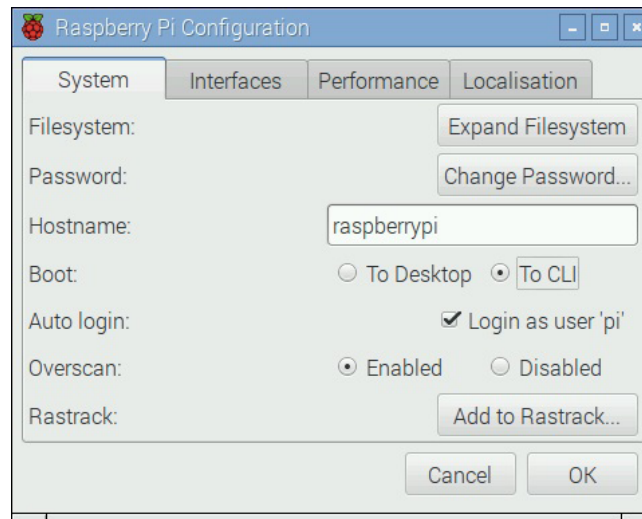 Raspberry Pi Configuration
System Interfaces Performance Localisation
Filesystem: Expand Filesystem
Password: Change Password...
Hostname: raspberrypi
Boot: To Desktop To CLI
Auto login: Login as user 'pi'
Overscan: Enabled Disabled
Rastrack: Add to Rastrack...
Cancel OK